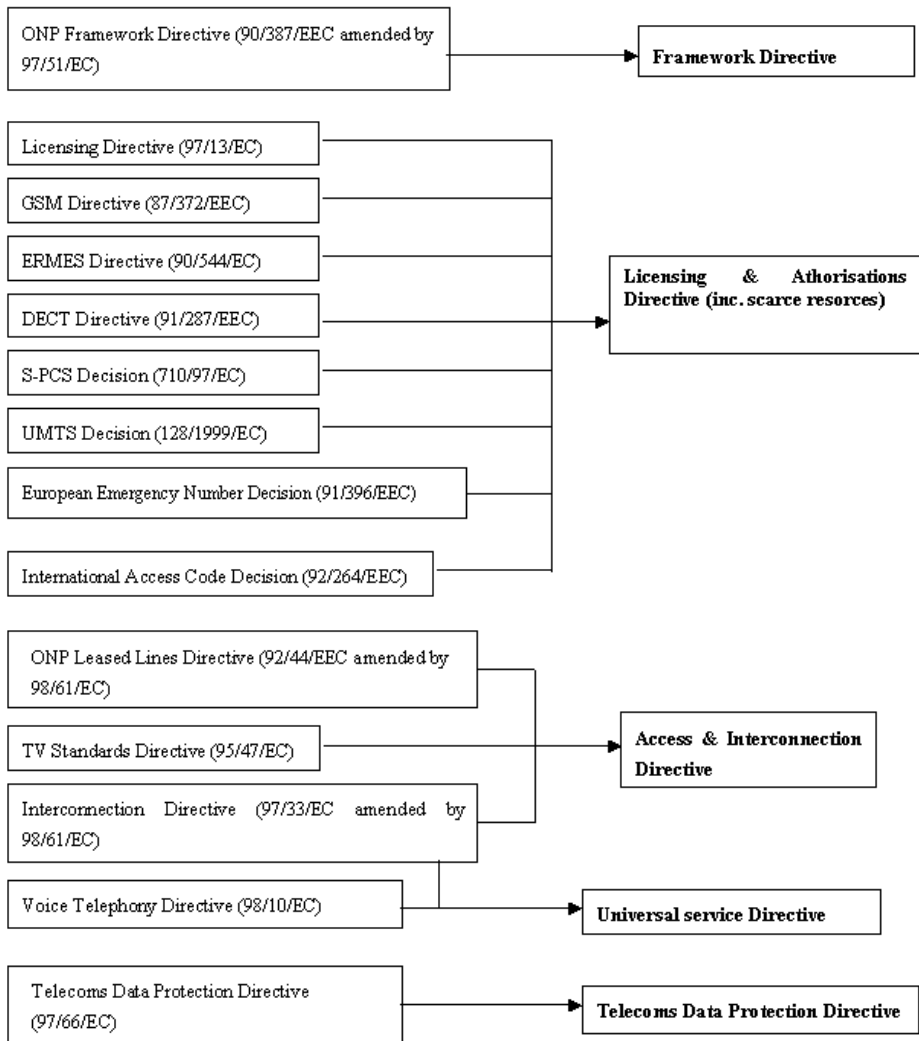 ONP Framework Directive (90/387/EEC amended by
97/51/EC)
Framework Directive
Licensing Directive (97/13/EC)
GSM Directive (87/372/EEC)
ERMES Directive (90/544/EC)
DECT Directive (91/287/EEC)
S-PCS Decision (710/97/EC)
UMTS Decision (128/1999/EC)
European Emergency Number Decision (91/396/EEC)
International Access Code Decision (92/264/EEC)
Licensing & Athorisations
Directive (inc. scarce resorces)
ONP Leased Lines Directive (92/44/EEC amended by
98/61/EC)
TV Standards Directive (95/47/EC)
Interconnection Directive (97/33/EC amended by
98/61/EC)
Access & Interconnection
Directive
Voice Telephony Directive (98/10/EC)
Universal service Directive
Telecoms Data Protection Directive
(97/66/EC)
Telecoms Data Protection Directive